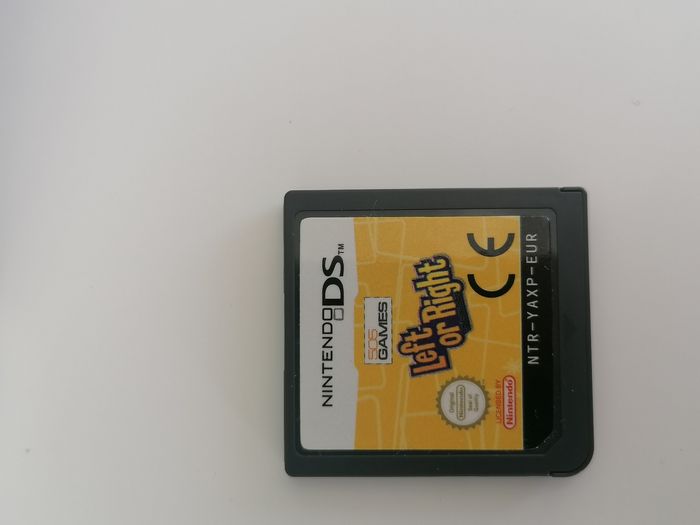 NINTENDO DS™
505
GAMES
Left
or Right
CE
Original
Nintendo
Seal of
Quality
LICENSED BY
Nintendo
NTR-YAXP-EUR